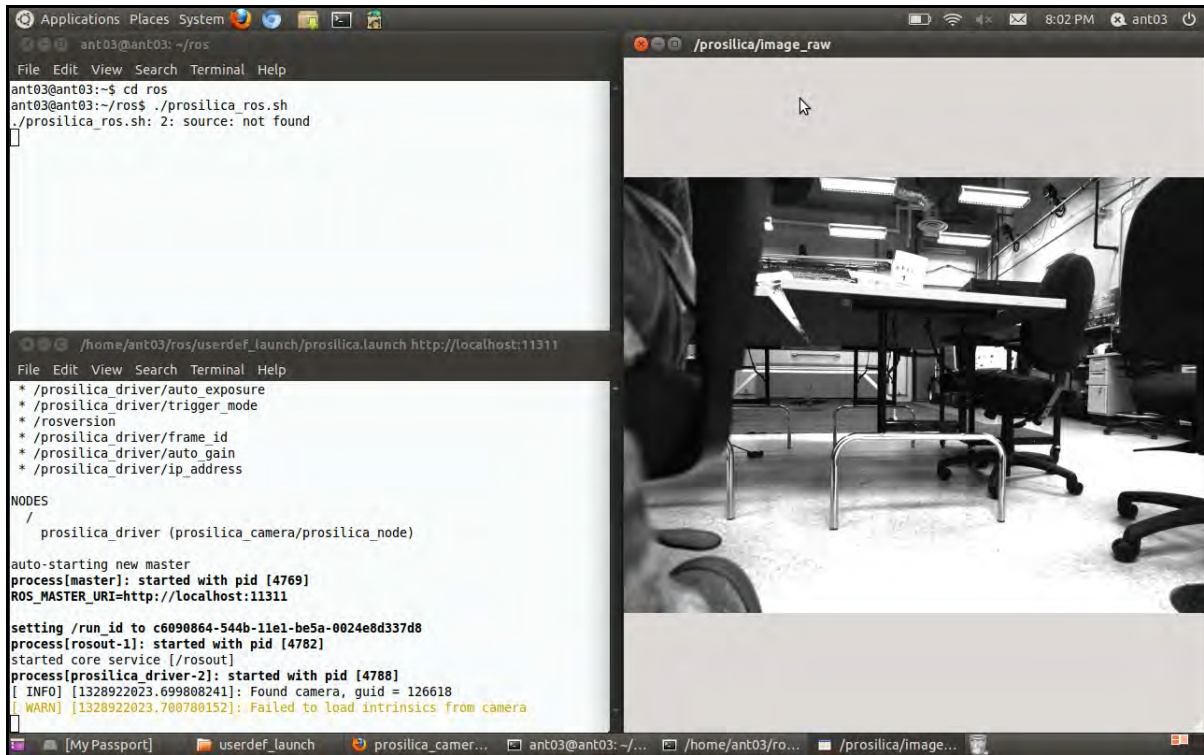 Applications Places System
8:02 PM ant03
ant03@ant03: ~/ros
File Edit View Search Terminal Help
ant03@ant03:~$ cd ros
ant03@ant03:~/ros$ ./prosilica_ros.sh
./prosilica_ros.sh: 2: source: not found
/home/ant03/ros/userdef_launch/prosilica.launch http://localhost:11311
File Edit View Search Terminal Help
* /prosilica_driver/auto_exposure
* /prosilica_driver/trigger_mode
* /rosversion
* /prosilica_driver/frame_id
* /prosilica_driver/auto_gain
* /prosilica_driver/ip_address
NODES
/
prosilica_driver (prosilica_camera/prosilica_node)
auto-starting new master
process[master]: started with pid [4769]
ROS_MASTER_URI=http://localhost:11311
setting /run_id to c6090864-544b-11e1-be5a-0024e8d337d8
process[rosout-1]: started with pid [4782]
started core service [/rosout]
process[prosilica_driver-2]: started with pid [4788]
[ INFO] [1328922023.699808241]: Found camera, guid = 126618
[ WARN] [1328922023.700780152]: Failed to load intrinsics from camera
/prosilica/image_raw
[My Passport] userdef_launch prosilica_camer... ant03@ant03: ~/... /home/ant03/ro... /prosilica/image...